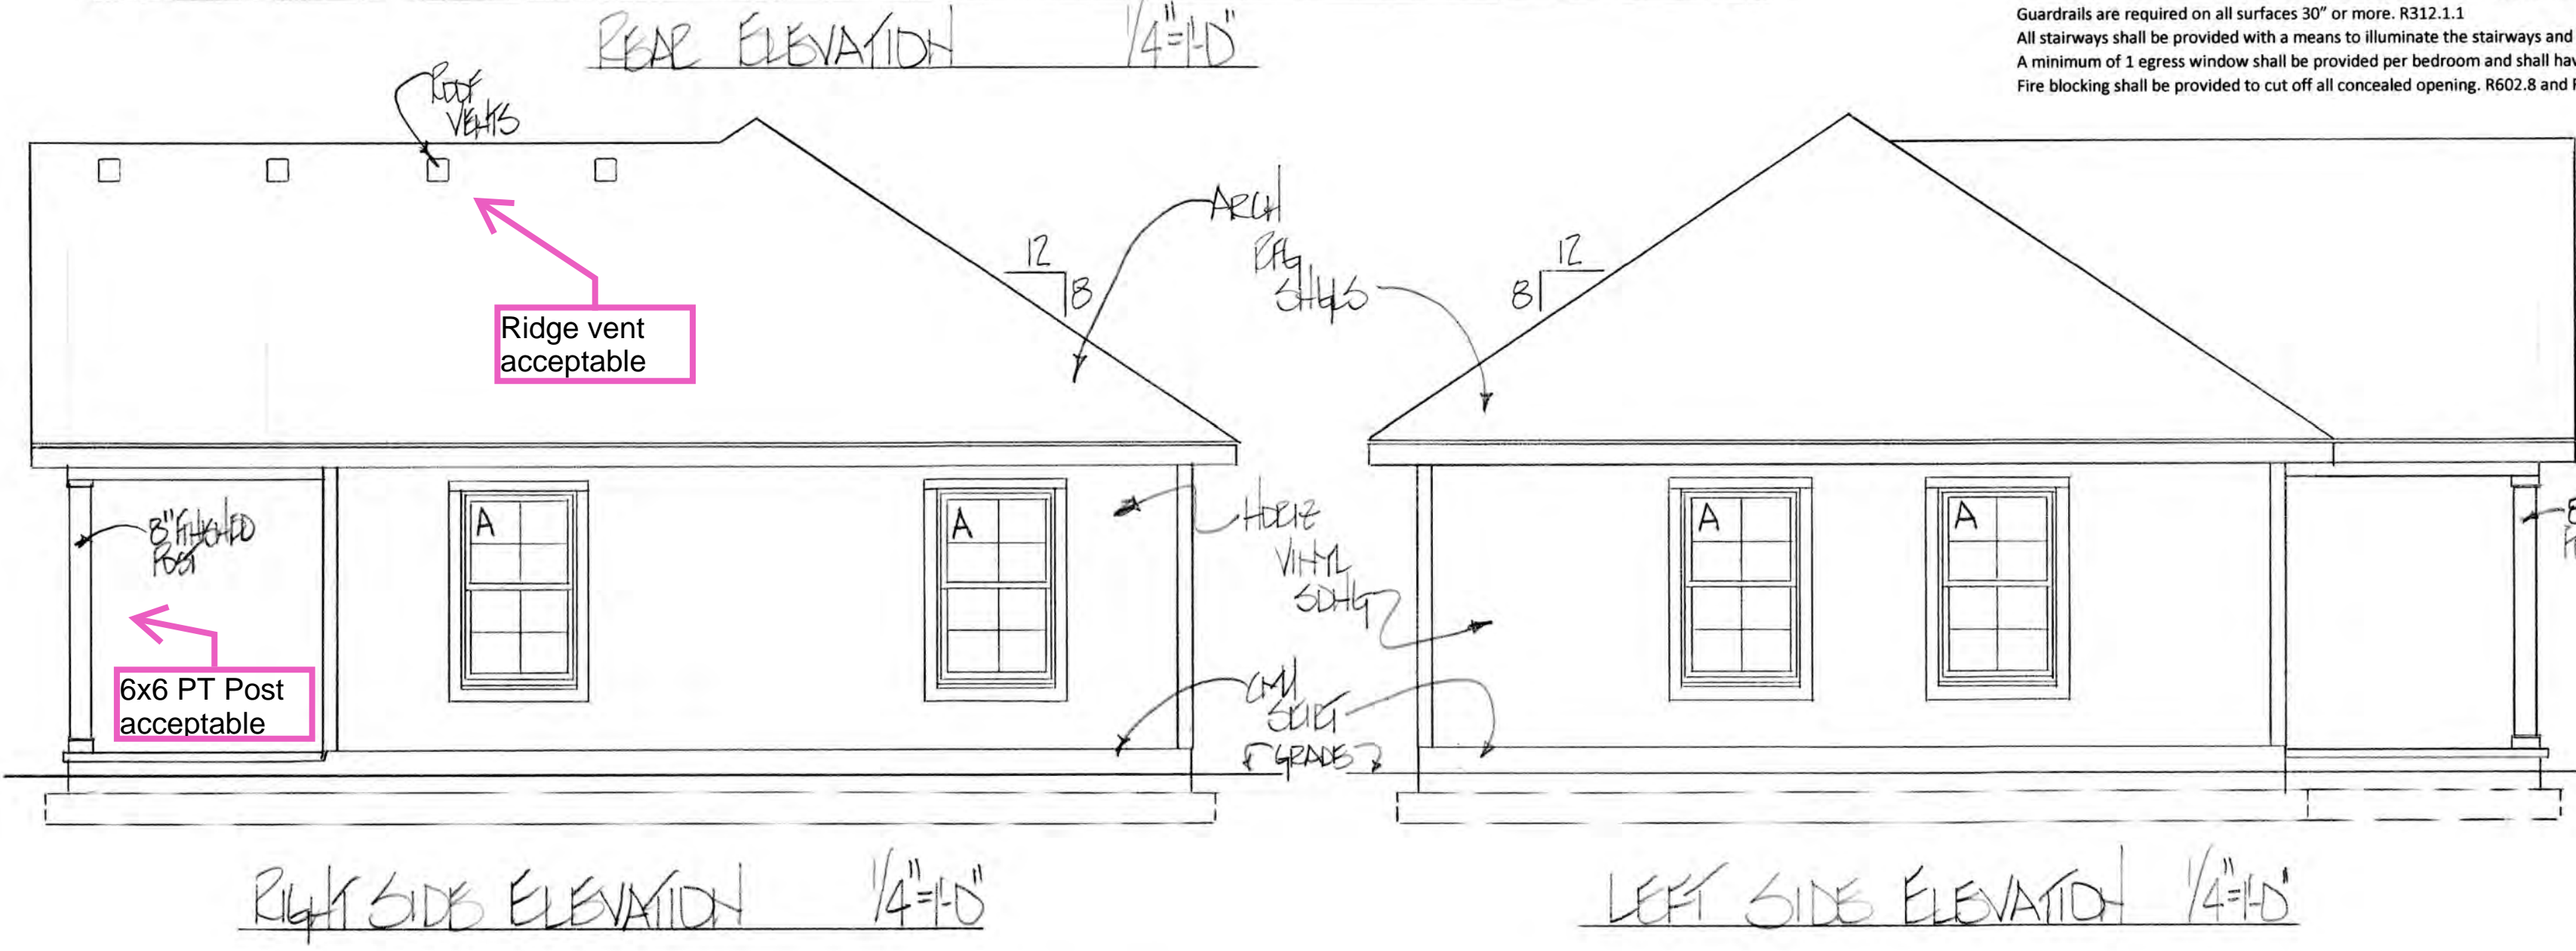 REAR ELEVATION 1/4"=1'-0"
Guardrails are required on all surfaces 30” or more. R312.1.1
All stairways shall be provided with a means to illuminate the stairways and
A minimum of 1 egress window shall be provided per bedroom and shall hav
Fire blocking shall be provided to cut off all concealed opening. R602.8 and
ROOF
VENTS
Ridge vent
acceptable
12
8
ARCH
RFG
SHGLS
12
8
8" FINISHED
POST
6x6 PT Post
acceptable
A
A
HORIZ
VINYL
SDNG
CMU
SKIRT
GRADE
A
A
8
RIGHT SIDE ELEVATION 1/4"=1'-0"
LEFT SIDE ELEVATION 1/4"=1'-0"